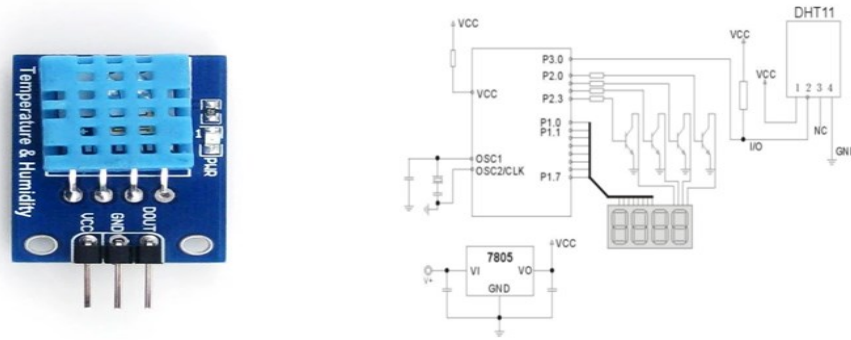 Temperature & Humidity
PWR
VCC
GND
DOUT
DHT11
VCC
VCC
VCC
1 2 3 4
NC
I/O
GND
P3.0
P2.0
P2.3
P1.0
P1.1
P1.7
VCC
OSC1
OSC2/CLK
7805
VI
VO
GND
VCC
V+